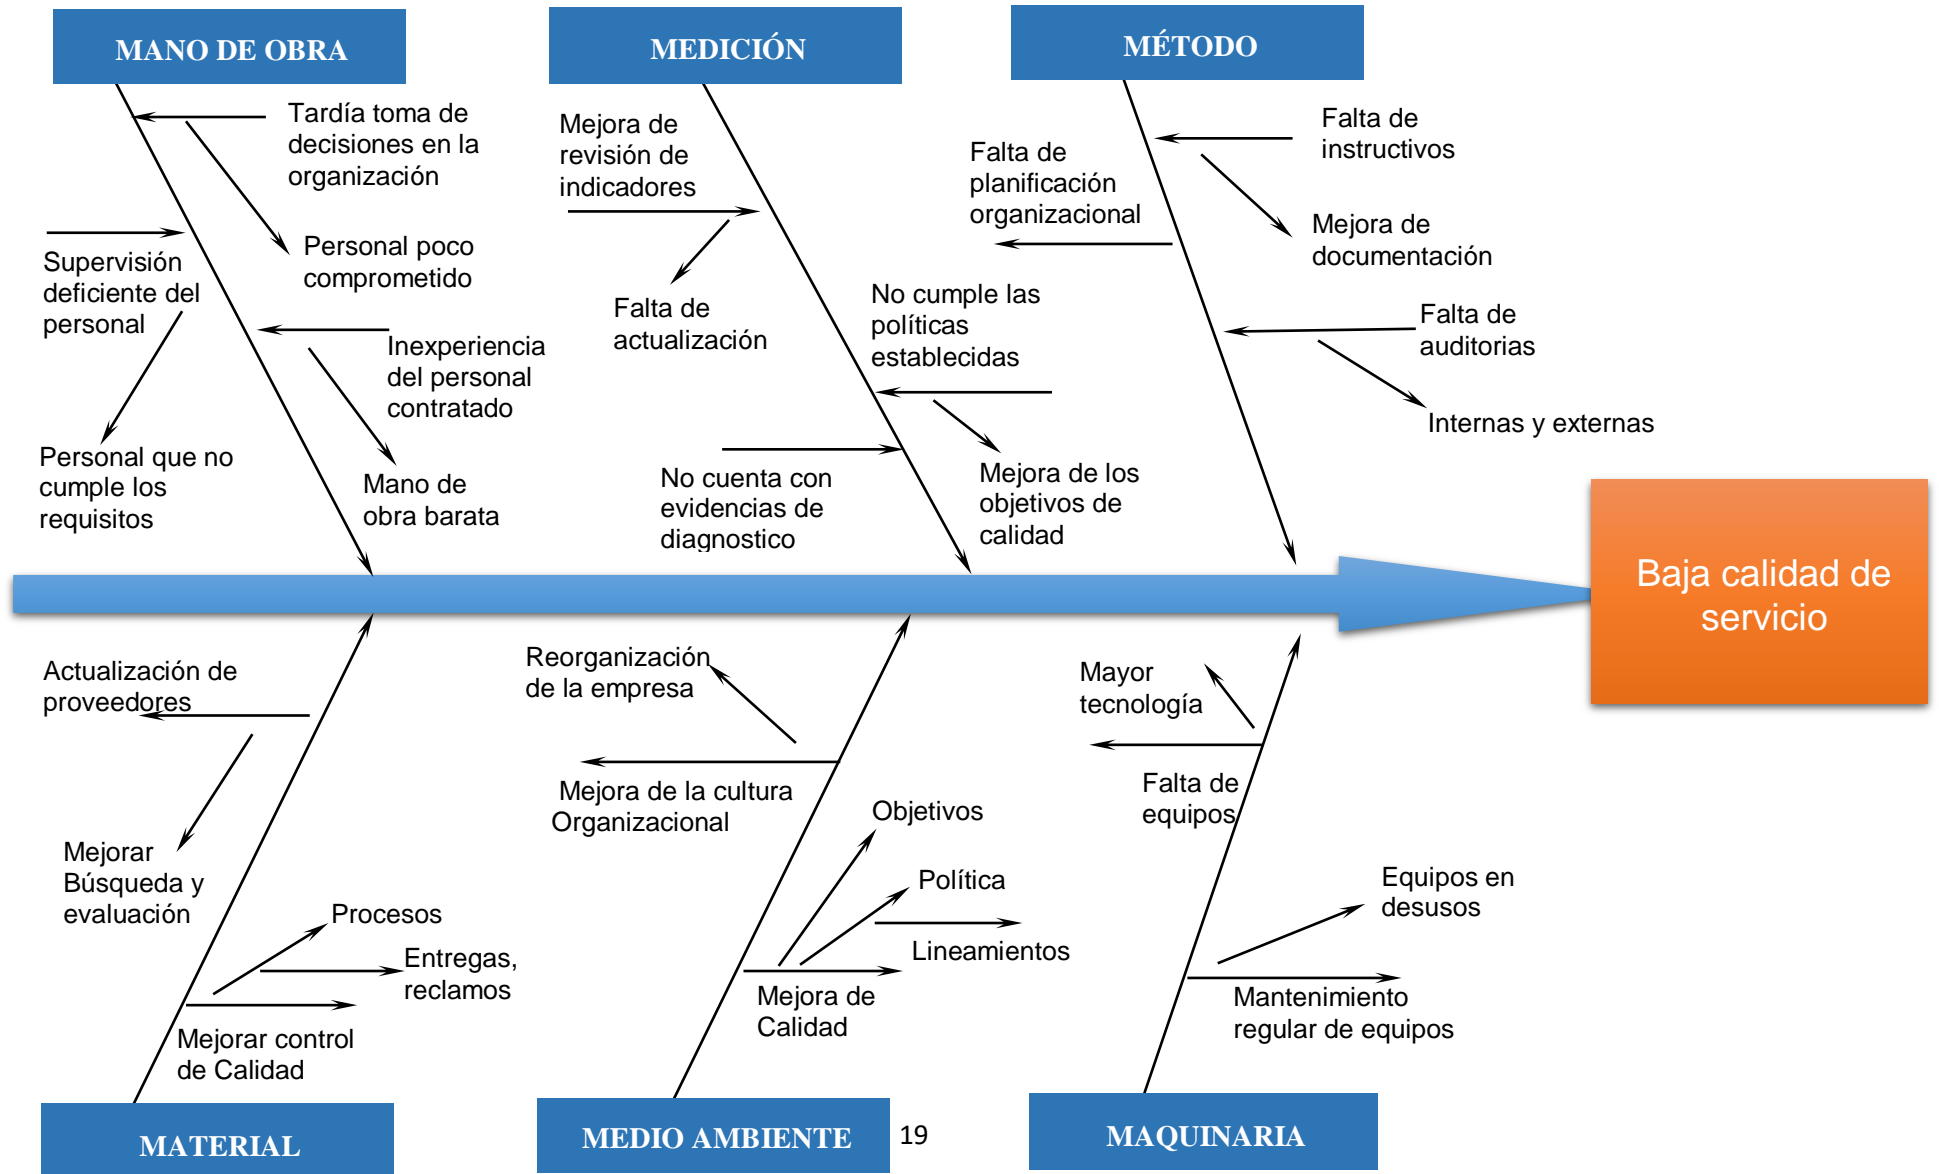 MANO DE OBRA
MEDICIÓN
MÉTODO
Tardía toma de
decisiones en la
organización
Personal poco
comprometido
Supervisión
deficiente del
personal
Inexperiencia
del personal
contratado
Personal que no
cumple los
requisitos
Mano de
obra barata
Mejora de
revisión de
indicadores
Falta de
actualización
No cumple las
políticas
establecidas
No cuenta con
evidencias de
diagnostico
Mejora de los
objetivos de
calidad
Falta de
planificación
organizacional
Falta de
instructivos
Mejora de
documentación
Falta de
auditorias
Internas y externas
Baja calidad de
servicio
Actualización de
proveedores
Mejorar
Búsqueda y
evaluación
Procesos
Entregas,
reclamos
Mejorar control
de Calidad
Reorganización
de la empresa
Mejora de la cultura
Organizacional
Objetivos
Política
Lineamientos
Mejora de
Calidad
Mayor
tecnología
Falta de
equipos
Equipos en
desusos
Mantenimiento
regular de equipos
MATERIAL
MEDIO AMBIENTE
19
MAQUINARIA